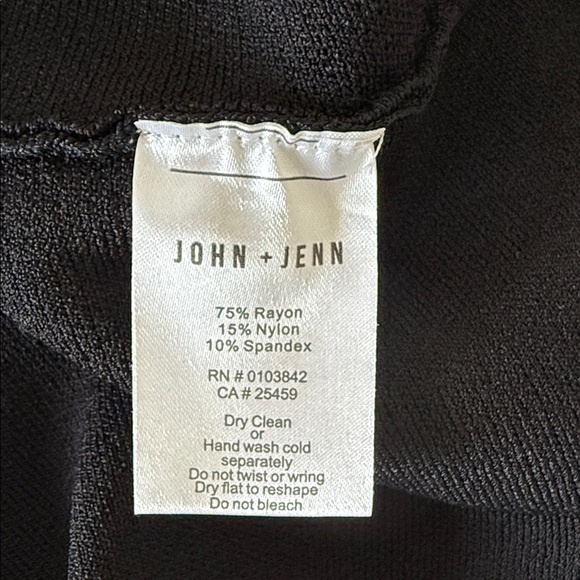 JOHN + JENN
75% Rayon
15% Nylon
10% Spandex
RN # 0103842
CA # 25459
Dry Clean
or
Hand wash cold
separately
Do not twist or wring
Dry flat to reshape
Do not bleach